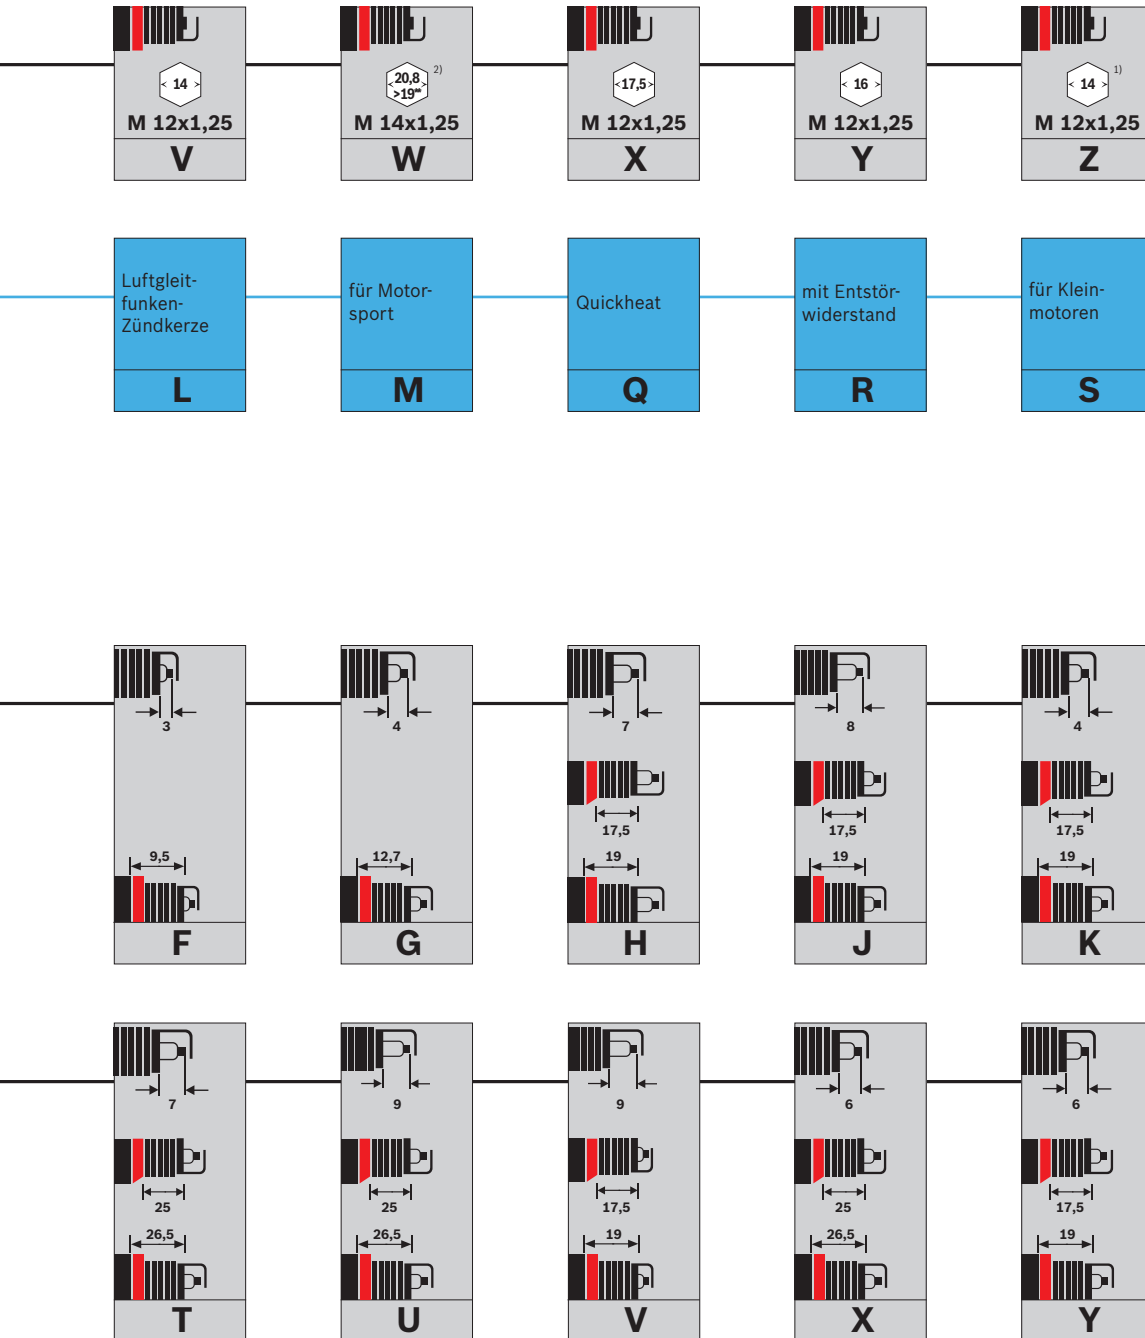 14
M 12x1,25
V
20,8
>19**
2)
M 14x1,25
W
17,5
M 12x1,25
X
16
M 12x1,25
Y
14
1)
M 12x1,25
Z
Luftgleit-
funken-
Zündkerze
L
für Motor-
sport
M
Quickheat
Q
mit Entstör-
widerstand
R
für Klein-
motoren
S
3
9,5
F
4
12,7
G
7
17,5
19
H
8
17,5
19
J
4
17,5
19
K
7
25
26,5
T
9
25
26,5
U
9
17,5
19
V
6
25
26,5
X
6
17,5
19
Y